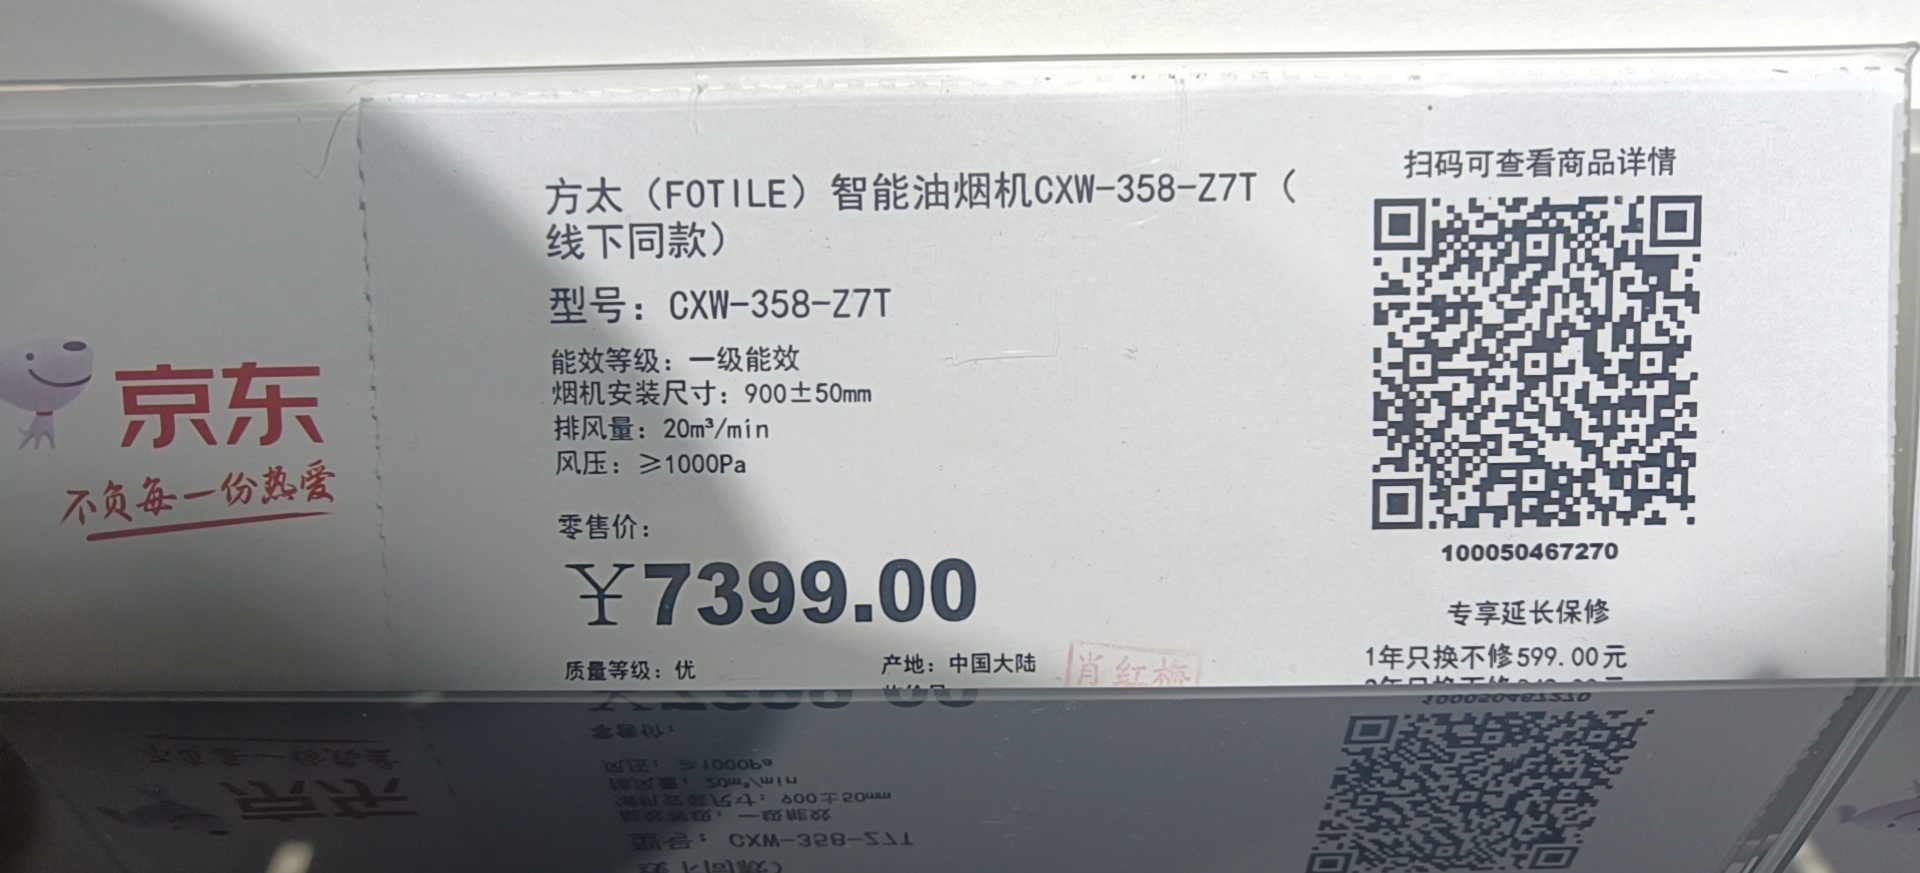 京东
不负每一份热爱
方太（FOTILE）智能油烟机CXW-358-Z7T（
线下同款）
型号：CXW-358-Z7T
能效等级：一级能效
烟机安装尺寸：900±50mm
排风量：20m³/min
风压：≥1000Pa
零售价：
￥7399.00
质量等级：优
产地：中国大陆
肖红梅
扫码可查看商品详情
100050467270
专享延长保修
1年只换不修599.00元